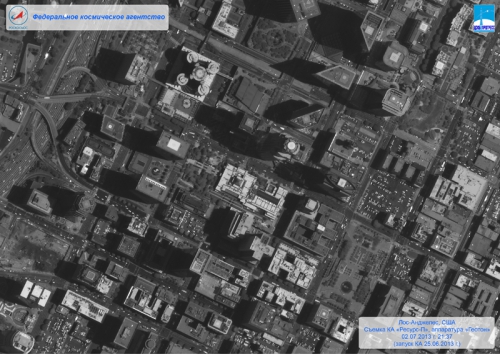 Федеральное космическое агентство
Лос-Анджелес, США
Съемка КА «Ресурс-П», аппаратура «Геотон»
02.07.2013 г. 21:37
(запуск КА 25.06.2013 г.)